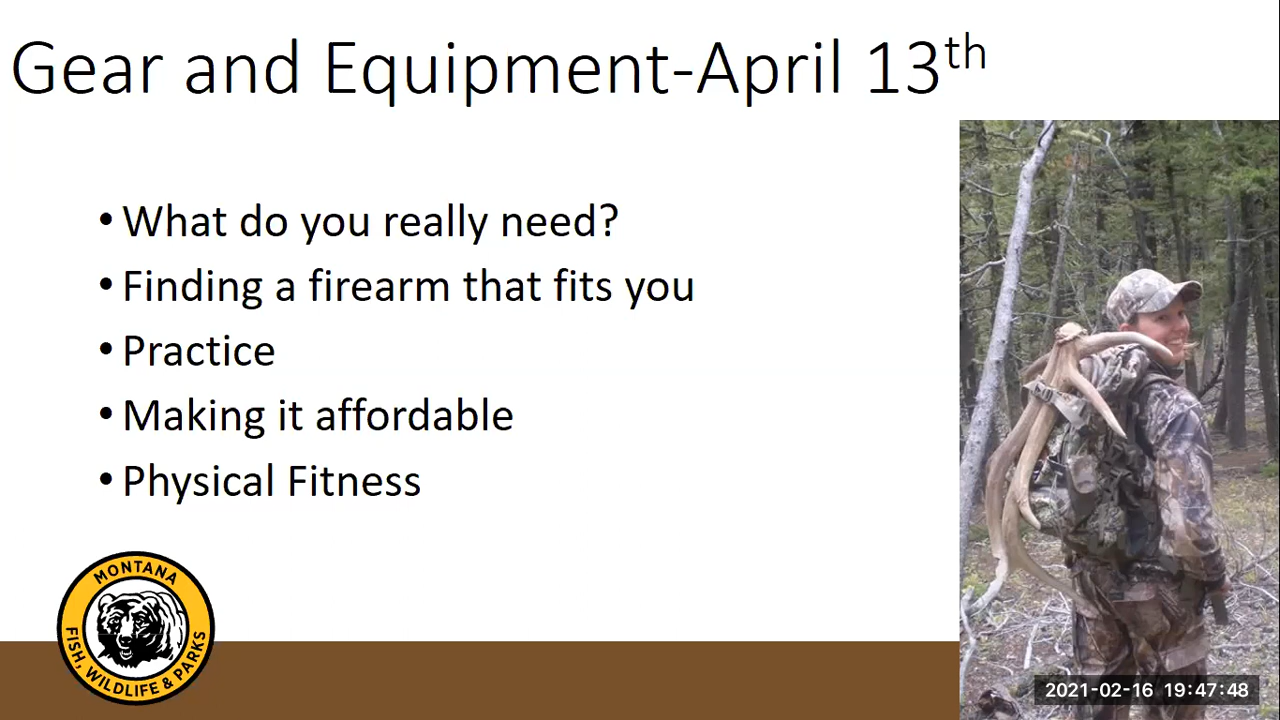 Gear and Equipment-April 13th
• What do you really need?
• Finding a firearm that fits you
• Practice
• Making it affordable
• Physical Fitness
MONTANA
FISH, WILDLIFE & PARKS
2021-02-16 19:47:48